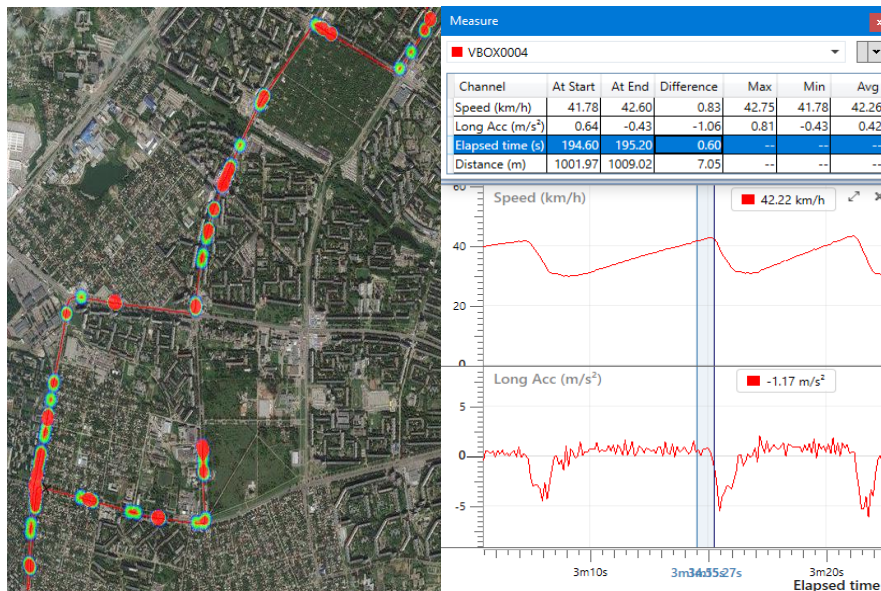 Measure
VBOX0004
Channel At Start At End Difference Max Min Avg
Speed (km/h) 41.78 42.60 0.83 42.75 41.78 42.26
Long Acc (m/s²) 0.64 -0.43 -1.06 0.81 -0.43 0.42
Elapsed time (s) 194.60 195.20 0.60 -- -- --
Distance (m) 1001.97 1009.02 7.05 -- -- --
60
Speed (km/h)
42.22 km/h
40
20
0
Long Acc (m/s²)
-1.17 m/s²
5
0
-5
3m10s
3m20s
Elapsed time